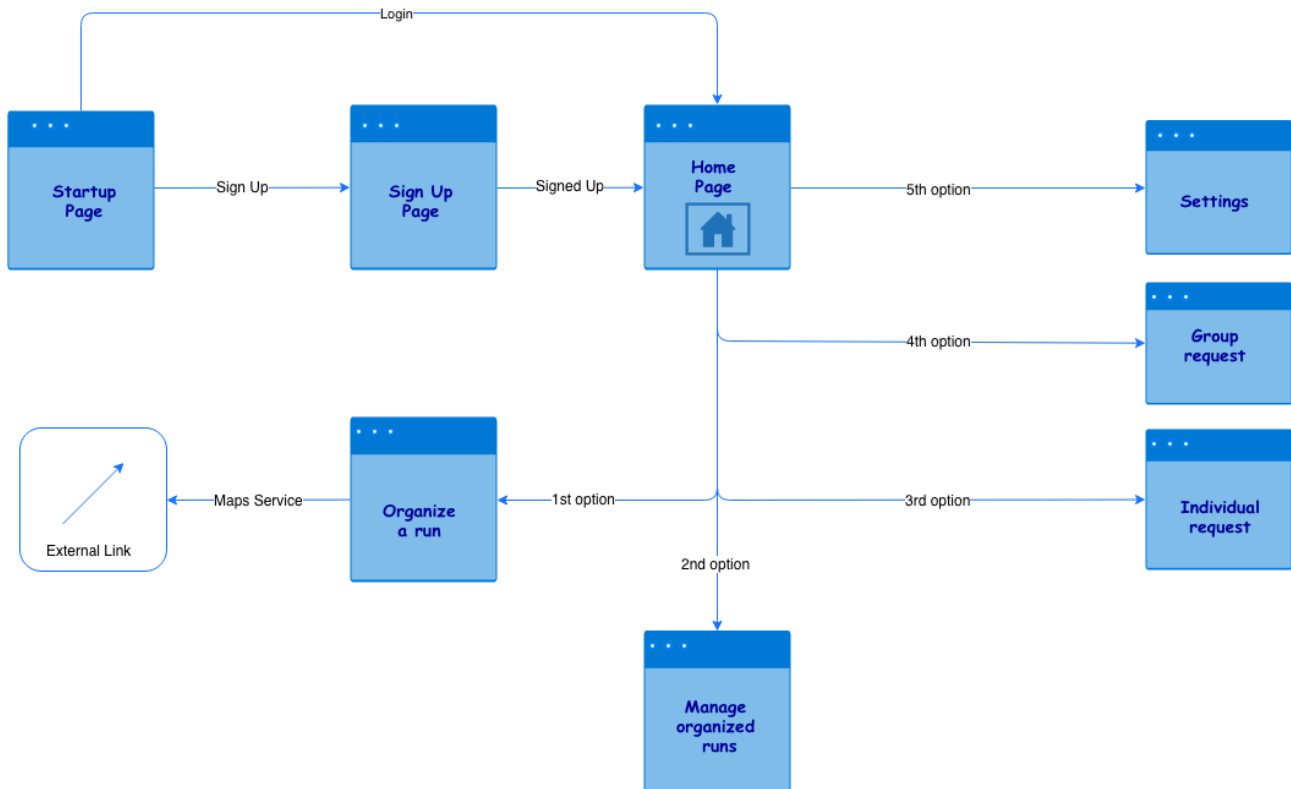 Login
Startup
Page
Sign Up
Sign Up
Page
Signed Up
Home
Page
5th option
Settings
4th option
Group
request
External Link
Maps Service
Organize
a run
1st option
3rd option
Individual
request
2nd option
Manage
organized
runs